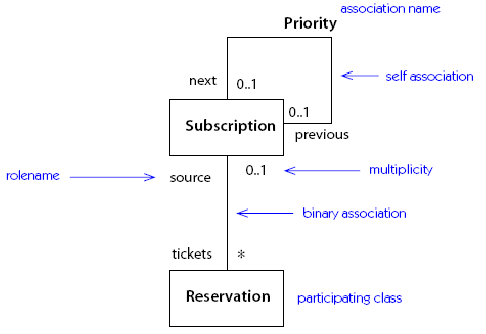 association name
Priority
next
0..1
self association
0..1
Subscription
previous
rolename
source
0..1
multiplicity
binary association
tickets
*
Reservation
participating class